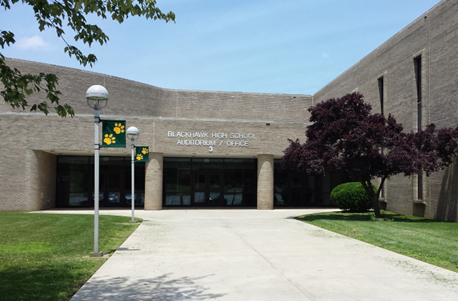 BLACKHAWK HIGH SCHOOL
AUDITORIUM / OFFICE
3